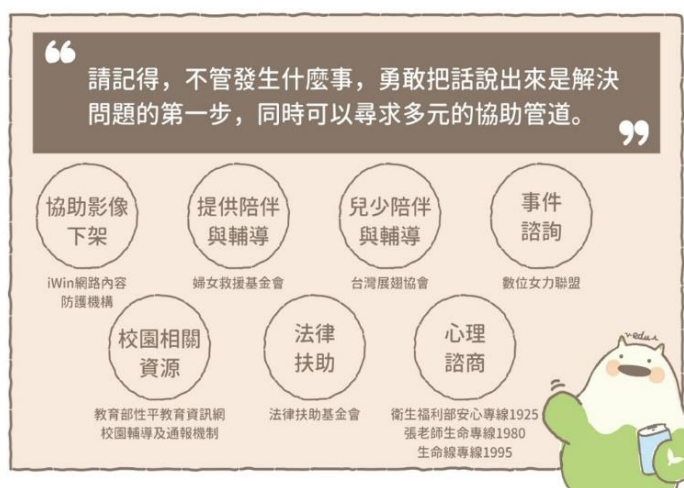 請記得，不管發生什麼事，勇敢把話說出來是解決
問題的第一步，同時可以尋求多元的協助管道。
協助影像
下架
iWin網路內容
防護機構
提供陪伴
與輔導
婦女救援基金會
兒少陪伴
與輔導
台灣展翅協會
事件
諮詢
數位女力聯盟
校園相關
資源
教育部性平教育資訊網
校園輔導及通報機制
法律
扶助
法律扶助基金會
心理
諮商
衛生福利部安心專線1925
張老師生命專線1980
生命線專線1995